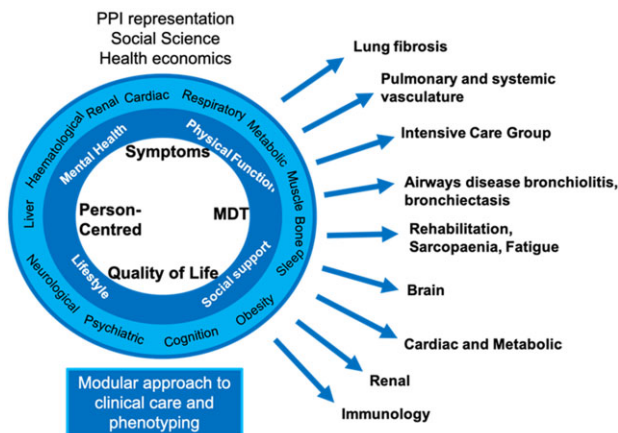 PPI representation
Social Science
Health economics
Haematological
Renal
Cardiac
Respiratory
Metabolic
Muscle
Bone
Sleep
Obesity
Cognition
Psychiatric
Neurological
Liver
Mental Health
Physical Function
Social support
Lifestyle
Symptoms
Person-
Centred
MDT
Quality of Life
Modular approach to
clinical care and
phenotyping
Lung fibrosis
Pulmonary and systemic
vasculature
Intensive Care Group
Airways disease bronchiolitis,
bronchiectasis
Rehabilitation,
Sarcopaenia, Fatigue
Brain
Cardiac and Metabolic
Renal
Immunology